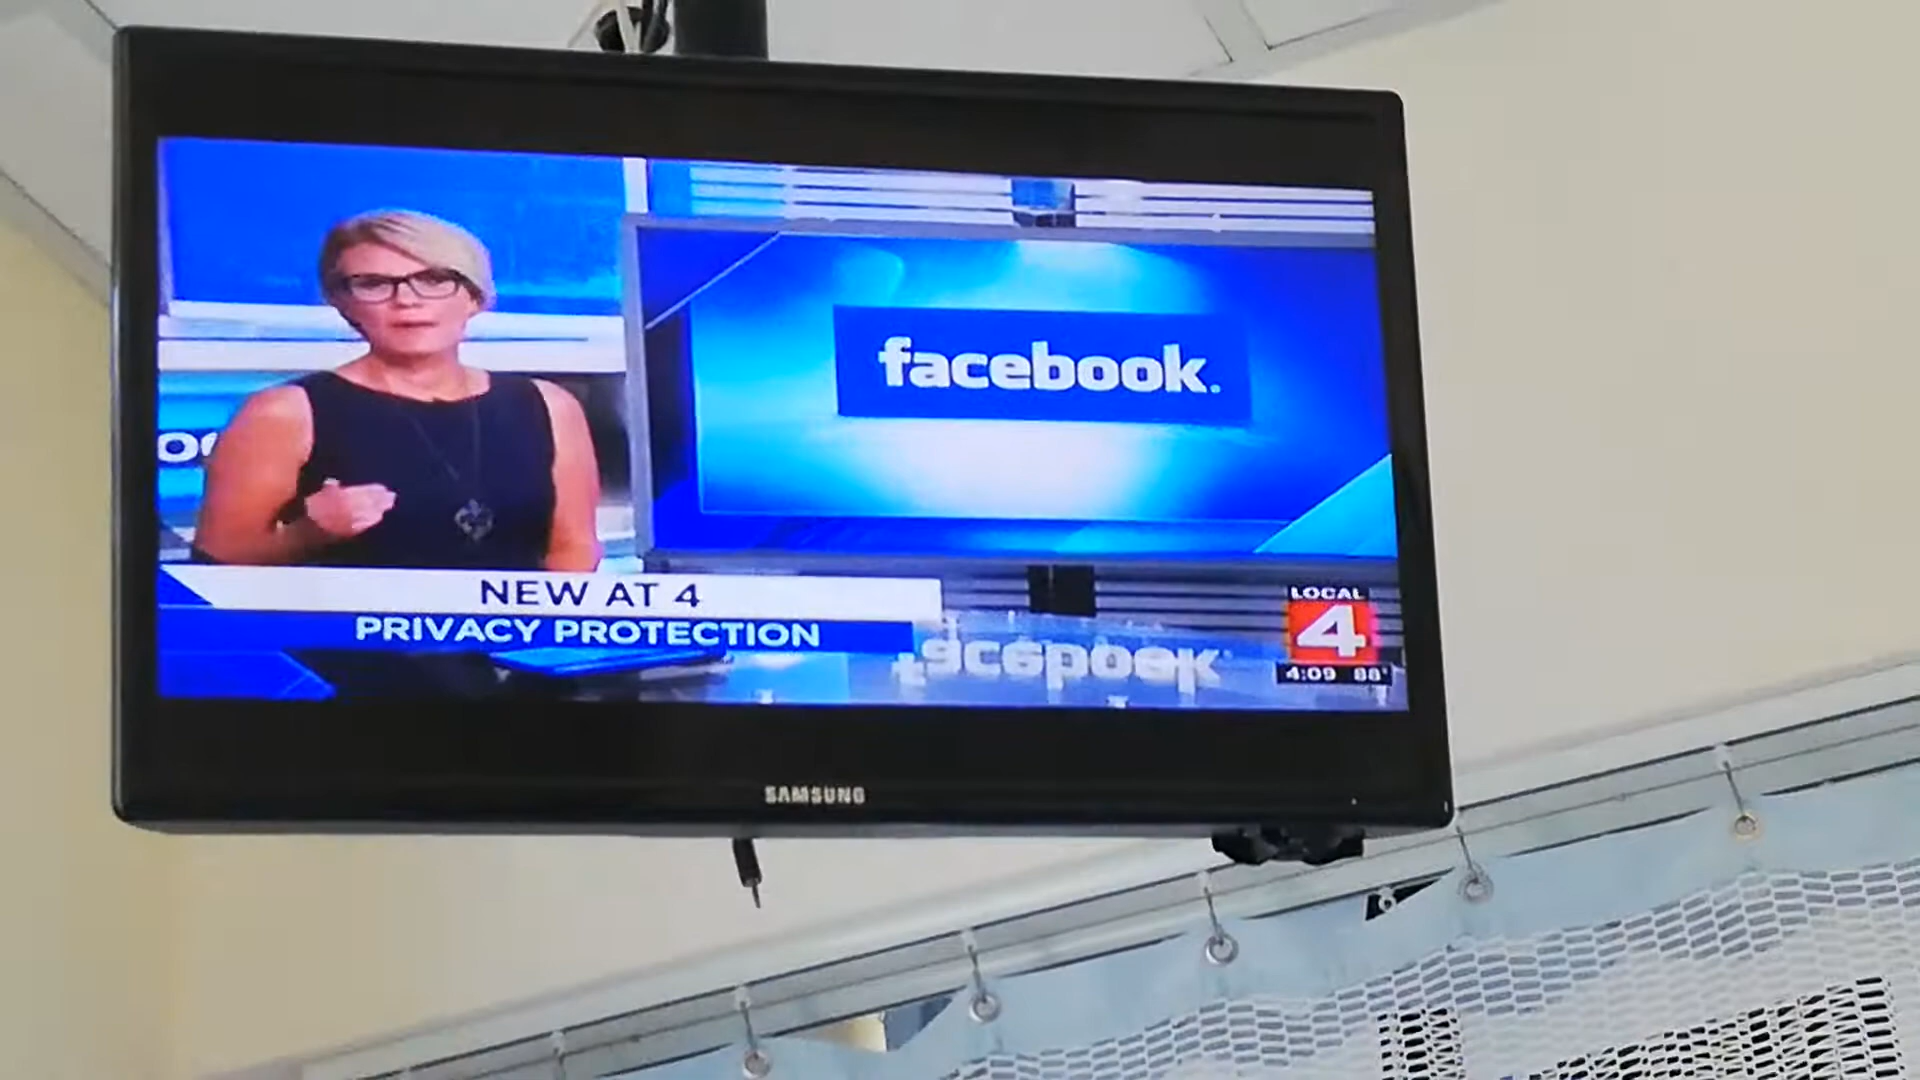 facebook.
NEW AT 4
PRIVACY PROTECTION
LOCAL
4
4:09 88°
SAMSUNG